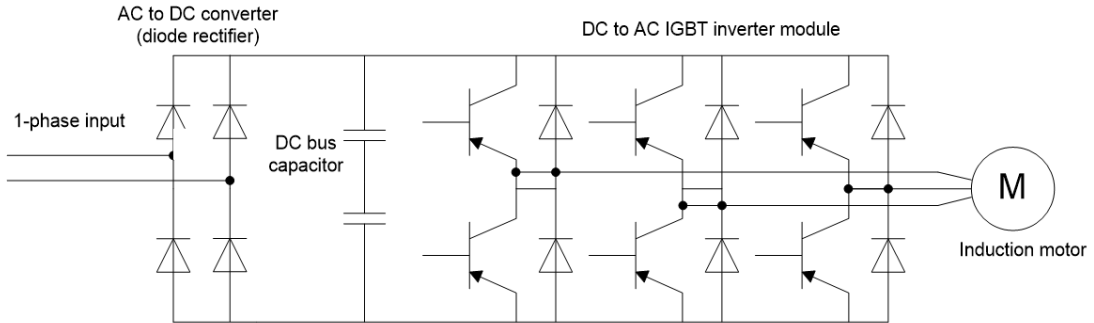 AC to DC converter
(diode rectifier)
DC to AC IGBT inverter module
1-phase input
DC bus
capacitor
M
Induction motor